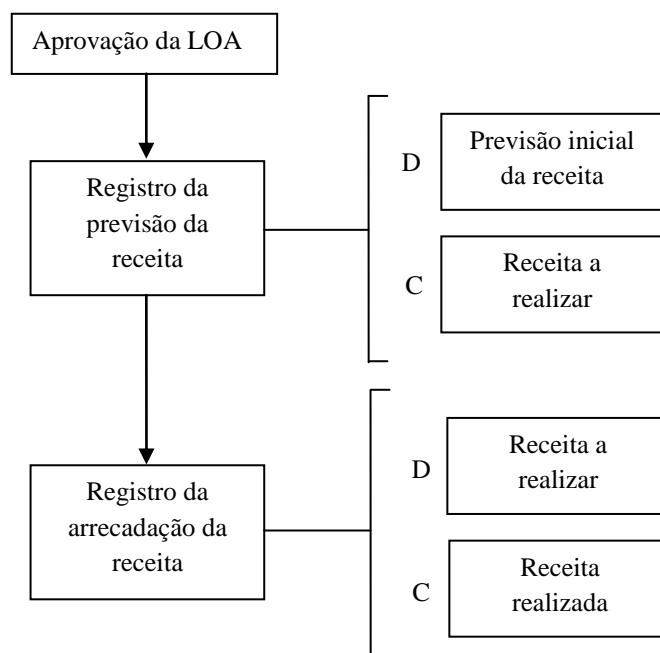 Aprovação da LOA
Registro da
previsão da
receita
D
Previsão inicial
da receita
C
Receita a
realizar
Registro da
arrecadação da
receita
D
Receita a
realizar
C
Receita
realizada